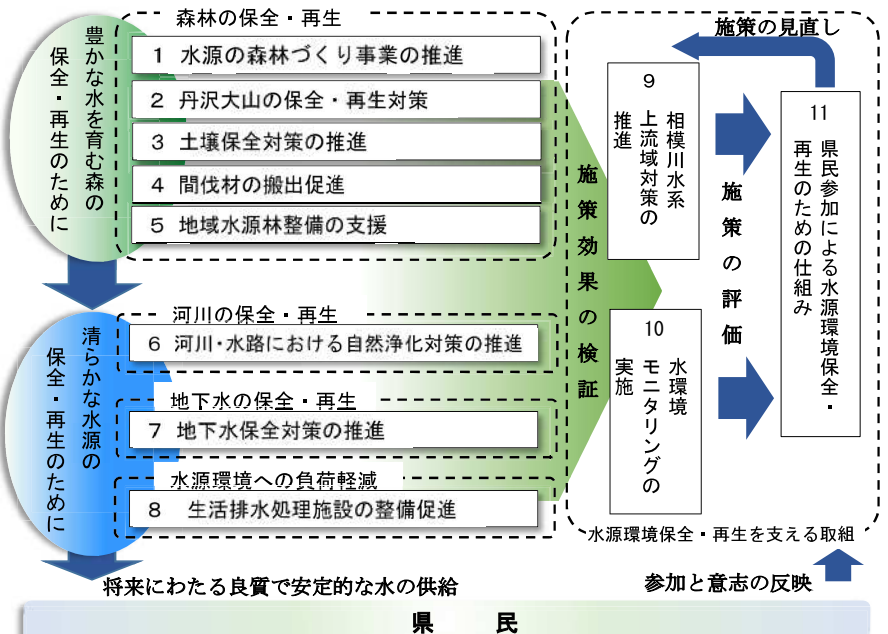 豊かな水を育む森の
保全・再生のために
森林の保全・再生
1 水源の森林づくり事業の推進
2 丹沢大山の保全・再生対策
3 土壌保全対策の推進
4 間伐材の搬出促進
5 地域水源林整備の支援
清らかな水源の
保全・再生のために
河川の保全・再生
6 河川・水路における自然浄化対策の推進
地下水の保全・再生
7 地下水保全対策の推進
水源環境への負荷軽減
8 生活排水処理施設の整備促進
施策効果の検証
施策の見直し
9 相模川水系
上流域対策の
推進
10 水環境
モニタリングの
実施
施策の評価
11 県民参加による水源環境保全・
再生のための仕組み
水源環境保全・再生を支える取組
将来にわたる良質で安定的な水の供給
参加と意志の反映
県 民